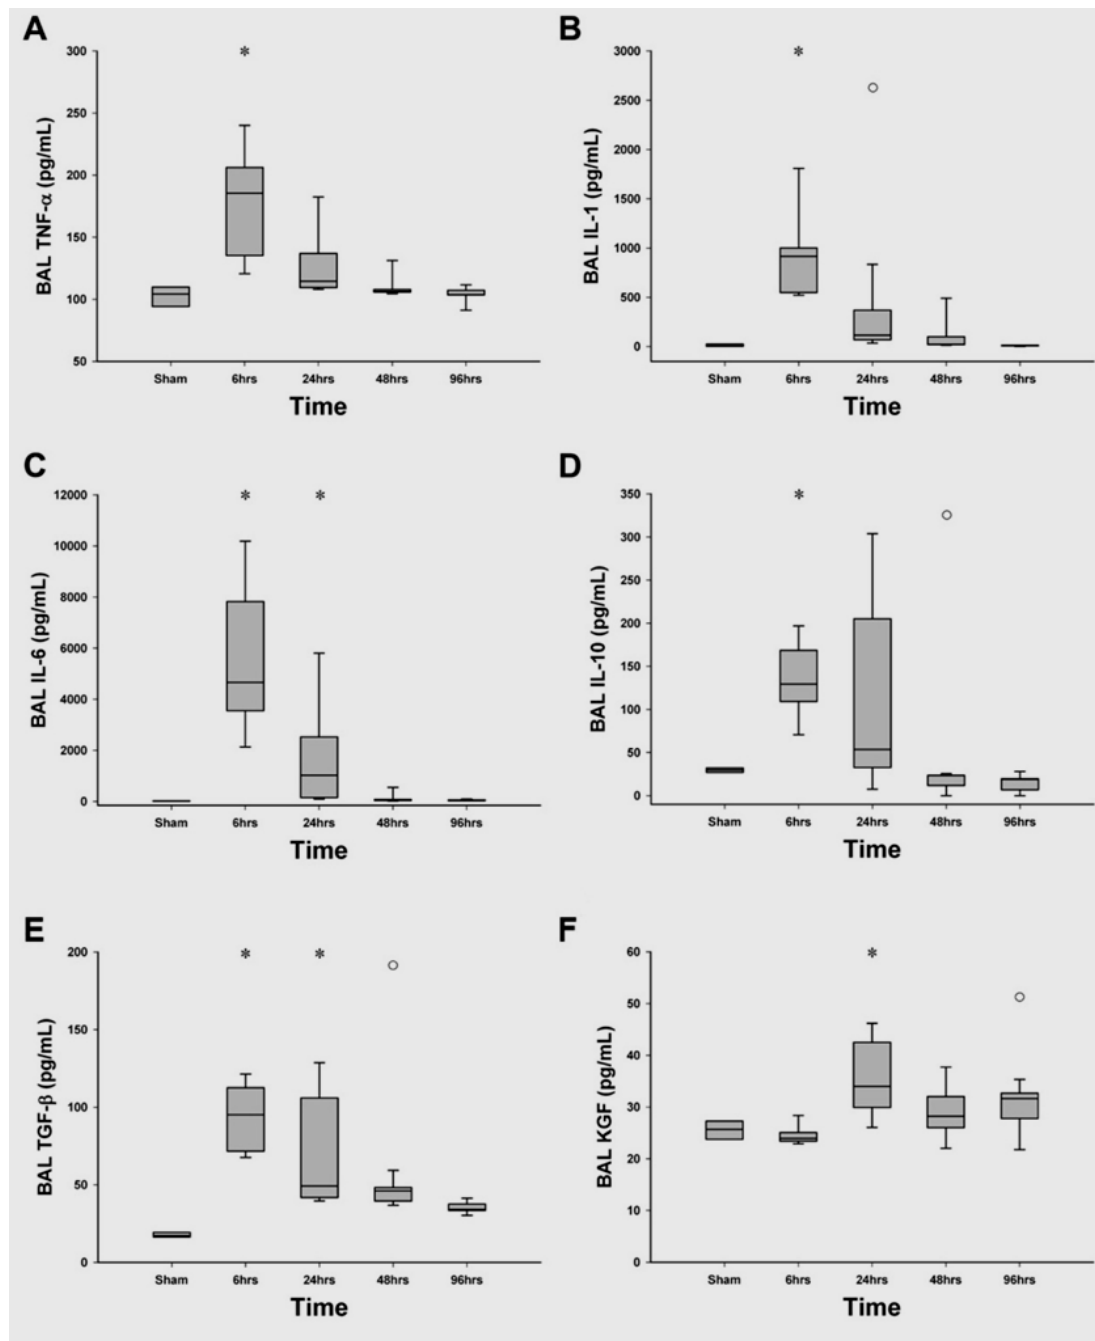 A
BAL TNF-α (pg/mL)
300
250
200
150
100
50
*
Sham 6hrs 24hrs 48hrs 96hrs
Time
B
BAL IL-1 (pg/mL)
3000
2500
2000
1500
1000
500
0
*
Sham 6hrs 24hrs 48hrs 96hrs
Time
C
BAL IL-6 (pg/mL)
12000
10000
8000
6000
4000
2000
0
* *
Sham 6hrs 24hrs 48hrs 96hrs
Time
D
BAL IL-10 (pg/mL)
350
300
250
200
150
100
50
0
*
Sham 6hrs 24hrs 48hrs 96hrs
Time
E
BAL TGF-β (pg/mL)
200
150
100
50
0
* *
Sham 6hrs 24hrs 48hrs 96hrs
Time
F
BAL KGF (pg/mL)
60
50
40
30
20
10
0
*
Sham 6hrs 24hrs 48hrs 96hrs
Time